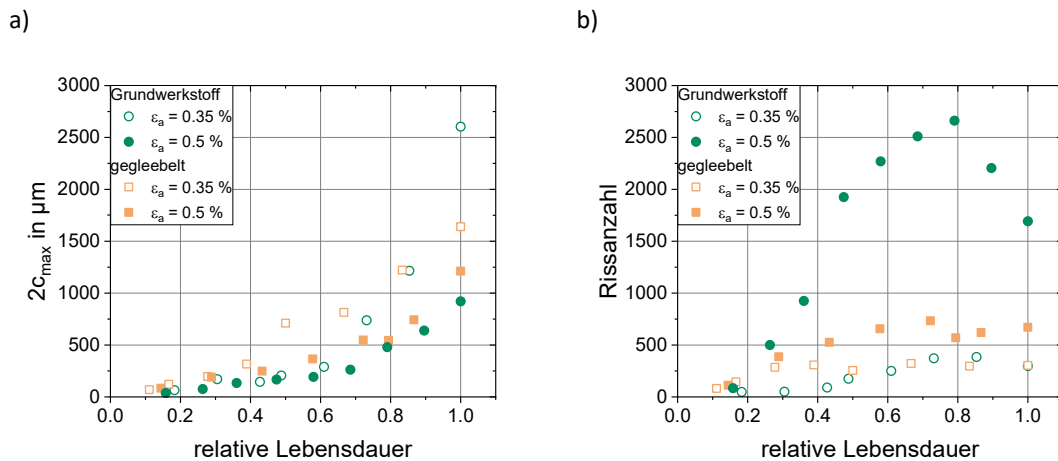 a)
b)
3000
2500
2000
1500
1000
500
0
0.0 0.2 0.4 0.6 0.8 1.0
2c_max in μm
relative Lebensdauer
Grundwerkstoff
ε_a = 0.35 %
ε_a = 0.5 %
gegleebelt
ε_a = 0.35 %
ε_a = 0.5 %
3000
2500
2000
1500
1000
500
0
0.0 0.2 0.4 0.6 0.8 1.0
Rissanzahl
relative Lebensdauer
Grundwerkstoff
ε_a = 0.35 %
ε_a = 0.5 %
gegleebelt
ε_a = 0.35 %
ε_a = 0.5 %